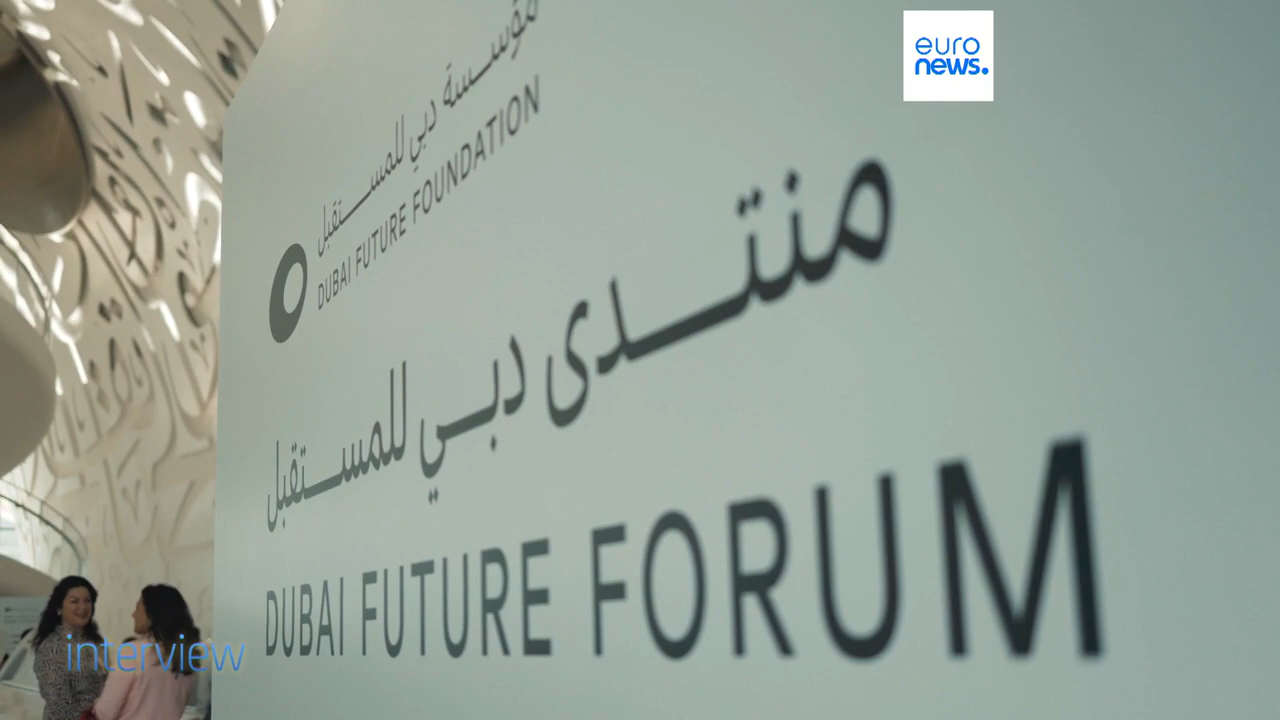 euro
news.
مؤسسة دبي للمستقبل
DUBAI FUTURE FOUNDATION
منتدى دبي للمستقبل
DUBAI FUTURE FORUM
interview